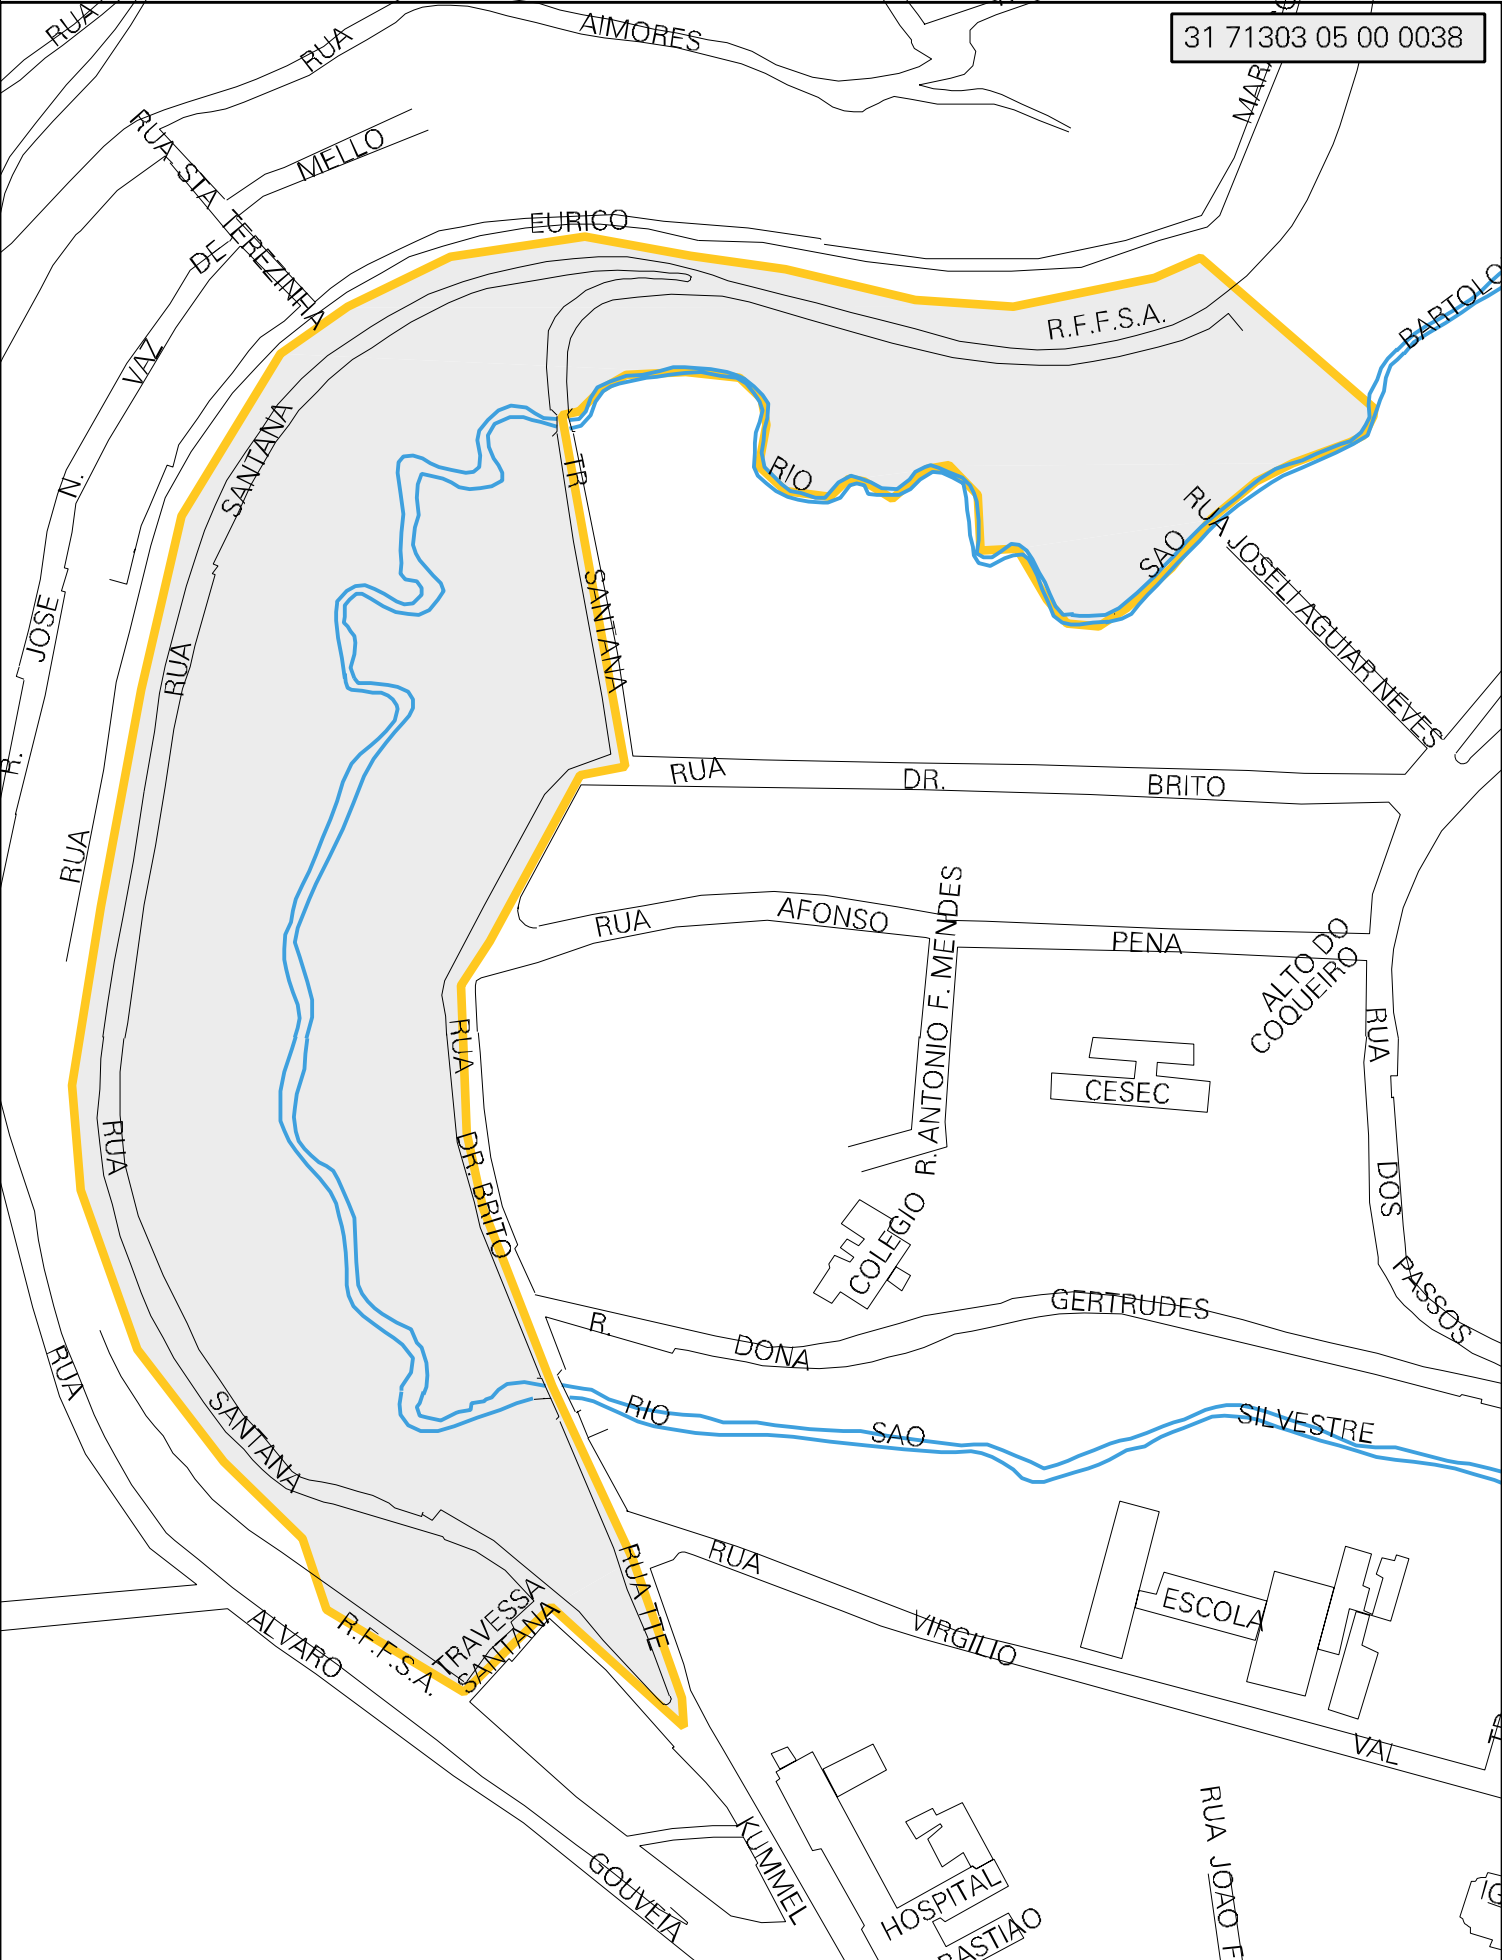 RUA
RUA
AIMORES
31 71303 05 00 0038
RUA STA TEREZINHA
MELLO
DE
VAZ
N.
JOSE
R.
EURICO
R.F.F.S.A.
SANTANA
RUA
RUA
TR
SANTANA
RIO
SAO
RUA JOSELI AGUIAR NEVES
RUA DR. BRITO
RUA AFONSO PENA
R. ANTONIO F. MENDES
ALTO DO
COQUEIRO
CESEC
COLEGIO
RUA DOS PASSOS
RUA DR. BRITO
RUA
SANTANA
R. DONA GERTRUDES
RIO SAO SILVESTRE
RUA
ALVARO
GOUVEIA
R.F.F.S.A.
TRAVESSA
SANTANA
RUA TTE
KUMMEL
RUA VIRGILIO VAL
ESCOLA
HOSPITAL
RUA JOAO F